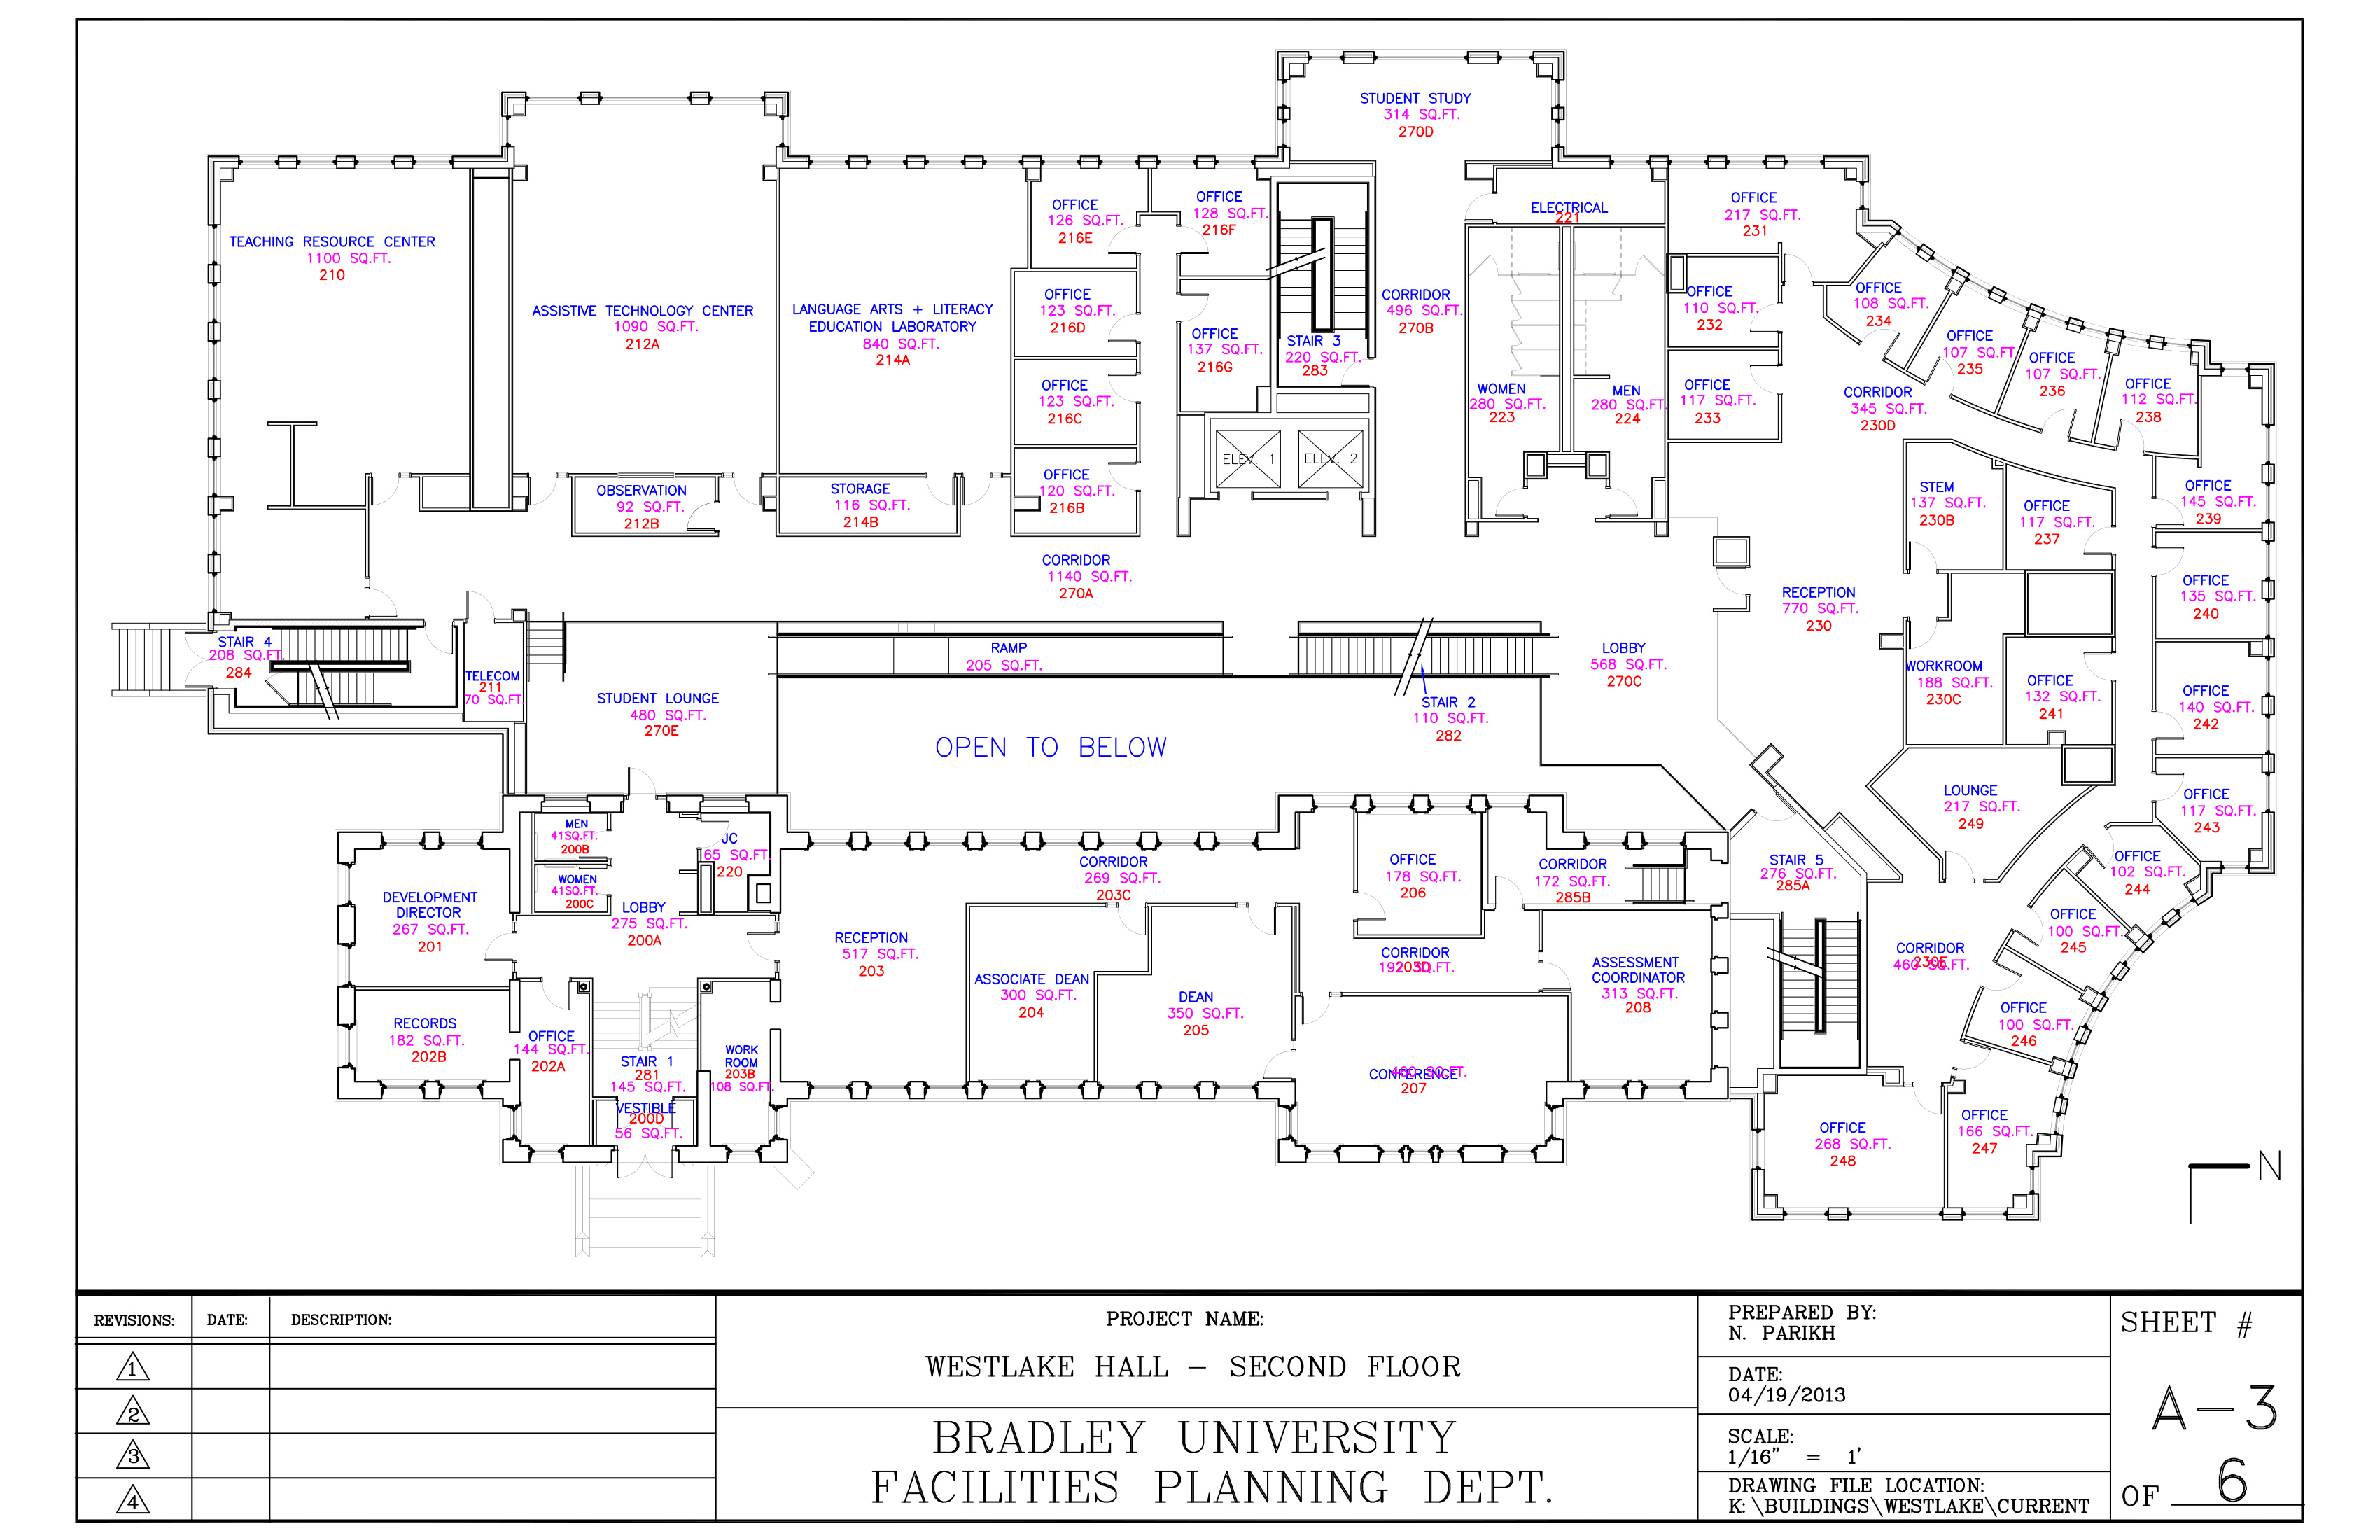 STUDENT STUDY
314 SQ.FT.
270D
TEACHING RESOURCE CENTER
1100 SQ.FT.
210
ASSISTIVE TECHNOLOGY CENTER
1090 SQ.FT.
212A
LANGUAGE ARTS + LITERACY
EDUCATION LABORATORY
840 SQ.FT.
214A
OFFICE
126 SQ.FT.
216E
OFFICE
128 SQ.FT.
216F
OFFICE
123 SQ.FT.
216D
OFFICE
123 SQ.FT.
216C
OFFICE
120 SQ.FT.
216B
OFFICE
137 SQ.FT.
216G
STAIR 3
220 SQ.FT.
283
ELEV. 1
ELEV. 2
CORRIDOR
496 SQ.FT.
270B
ELECTRICAL
221
WOMEN
280 SQ.FT.
223
MEN
280 SQ.FT.
224
OFFICE
217 SQ.FT.
231
OFFICE
110 SQ.FT.
232
OFFICE
117 SQ.FT.
233
OFFICE
108 SQ.FT.
234
OFFICE
107 SQ.FT.
235
OFFICE
107 SQ.FT.
236
OFFICE
112 SQ.FT.
238
CORRIDOR
345 SQ.FT.
230D
STEM
137 SQ.FT.
230B
OFFICE
117 SQ.FT.
237
OFFICE
145 SQ.FT.
239
OFFICE
135 SQ.FT.
240
OBSERVATION
92 SQ.FT.
212B
STORAGE
116 SQ.FT.
214B
CORRIDOR
1140 SQ.FT.
270A
RECEPTION
770 SQ.FT.
230
STAIR 4
208 SQ.FT.
284
TELECOM
211
70 SQ.FT.
STUDENT LOUNGE
480 SQ.FT.
270E
RAMP
205 SQ.FT.
OPEN TO BELOW
STAIR 2
110 SQ.FT.
282
LOBBY
568 SQ.FT.
270C
WORKROOM
188 SQ.FT.
230C
OFFICE
132 SQ.FT.
241
OFFICE
140 SQ.FT.
242
LOUNGE
217 SQ.FT.
249
OFFICE
117 SQ.FT.
243
OFFICE
102 SQ.FT.
244
OFFICE
100 SQ.FT.
245
OFFICE
100 SQ.FT.
246
OFFICE
166 SQ.FT.
247
OFFICE
268 SQ.FT.
248
CORRIDOR
460 SQ.FT.
230E
STAIR 5
276 SQ.FT.
285A
MEN
41SQ.FT.
200B
WOMEN
41SQ.FT.
200C
JC
65 SQ.FT.
220
LOBBY
275 SQ.FT.
200A
DEVELOPMENT
DIRECTOR
267 SQ.FT.
201
RECORDS
182 SQ.FT.
202B
OFFICE
144 SQ.FT.
202A
STAIR 1
281
145 SQ.FT.
VESTIBLE
200D
56 SQ.FT.
WORK
ROOM
203B
108 SQ.FT.
RECEPTION
517 SQ.FT.
203
CORRIDOR
269 SQ.FT.
203C
ASSOCIATE DEAN
300 SQ.FT.
204
DEAN
350 SQ.FT.
205
OFFICE
178 SQ.FT.
206
CORRIDOR
172 SQ.FT.
285B
CORRIDOR
SQ.FT.
203D
CONFERENCE
SQ.FT.
207
ASSESSMENT
COORDINATOR
313 SQ.FT.
208
N
REVISIONS: DATE: DESCRIPTION:
1
2
3
4
PROJECT NAME:
WESTLAKE HALL – SECOND FLOOR
BRADLEY UNIVERSITY
FACILITIES PLANNING DEPT.
PREPARED BY:
N. PARIKH
DATE:
04/19/2013
SCALE:
1/16" = 1'
DRAWING FILE LOCATION:
K:\BUILDINGS\WESTLAKE\CURRENT
SHEET #
A-3
OF 6